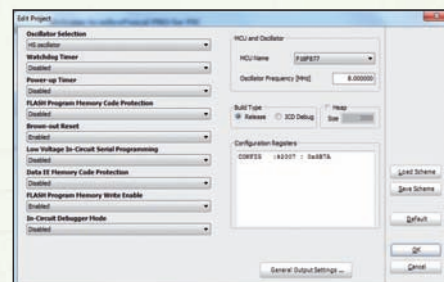 Edit Project
Oscillator Selection
HS oscillator
Watchdog Timer
Disabled
Power-up Timer
Disabled
FLASH Program Memory Code Protection
Disabled
Brown-out Reset
Enabled
Low Voltage In-Circuit Serial Programming
Disabled
Data EE Memory Code Protection
Disabled
FLASH Program Memory Write Enable
Enabled
In-Circuit Debugger Mode
Disabled
MCU and Oscillator
MCU Name
P16F877
Oscillator Frequency [MHz]
8.000000
Build Type
Release
ICD Debug
Heap
Size
Configuration Registers
CONFIG :$2007 :
Load Scheme
Save Scheme
Default
OK
Cancel
General Output Settings ...